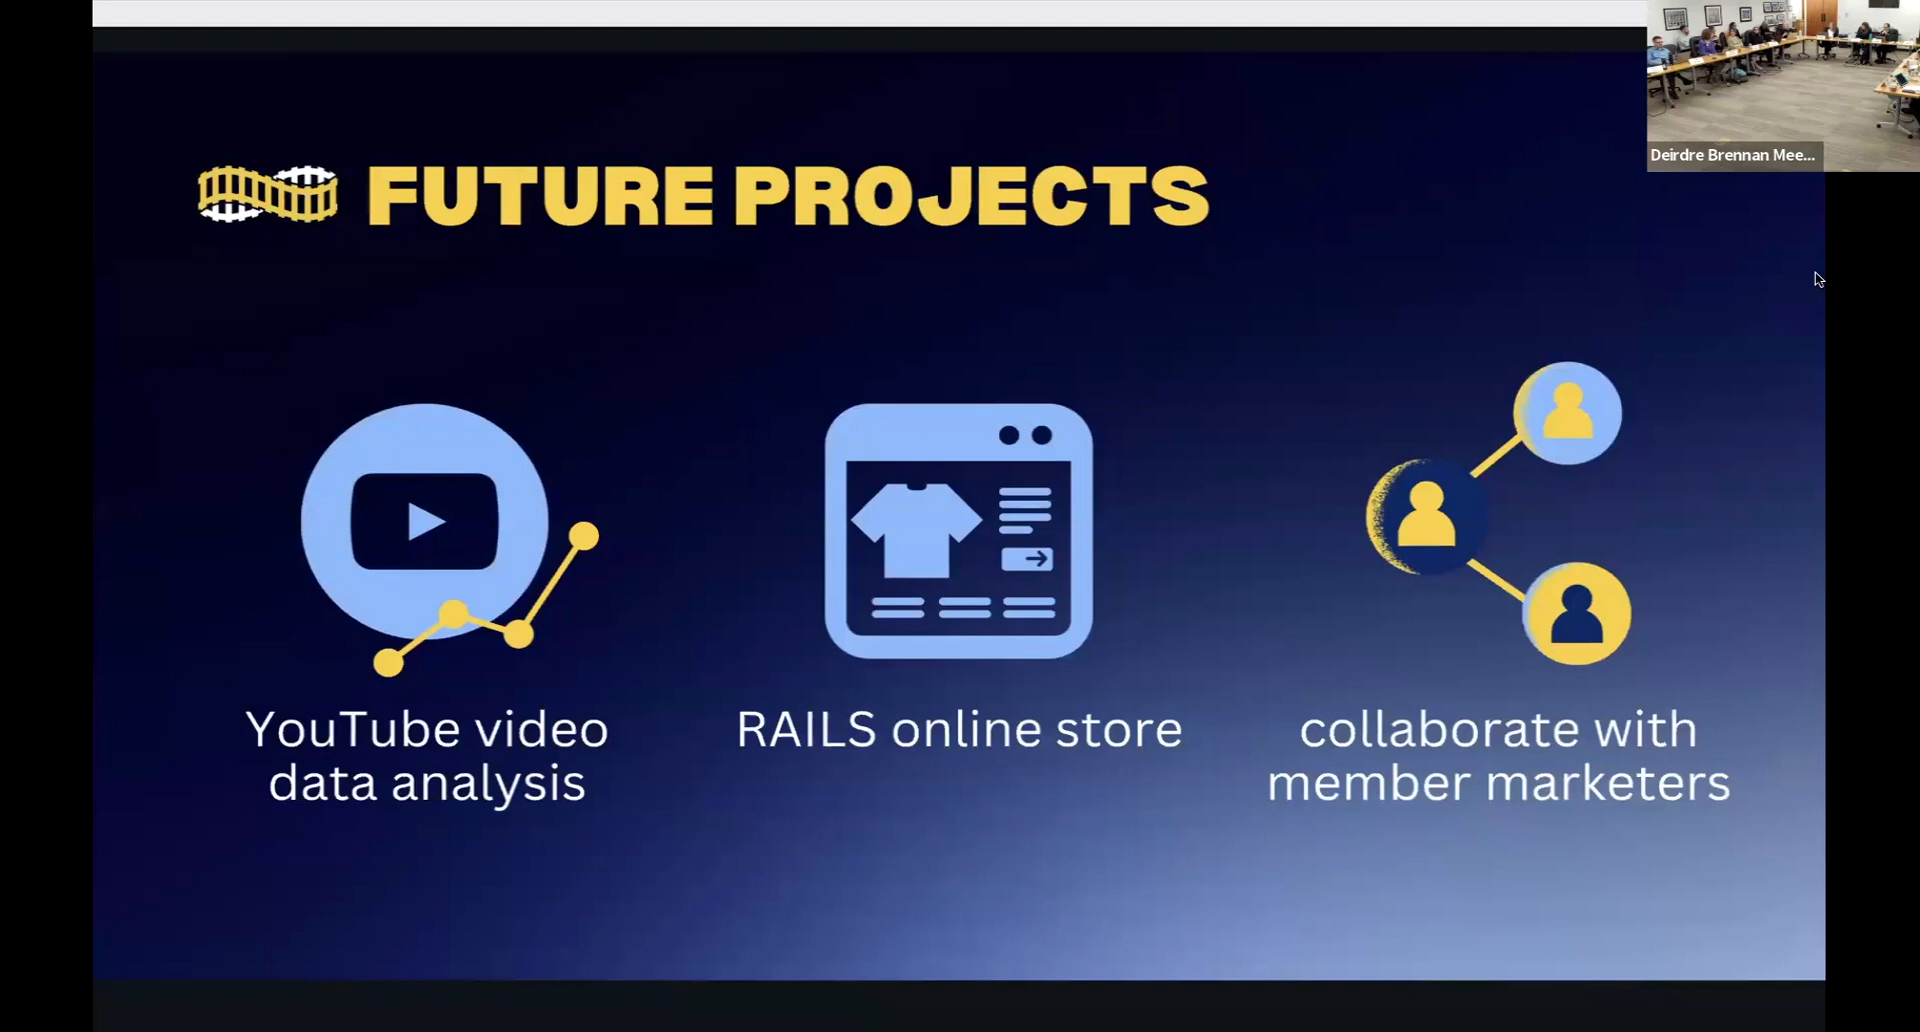 Deirdre Brennan Mee...
FUTURE PROJECTS
YouTube video
data analysis
RAILS online store
collaborate with
member marketers